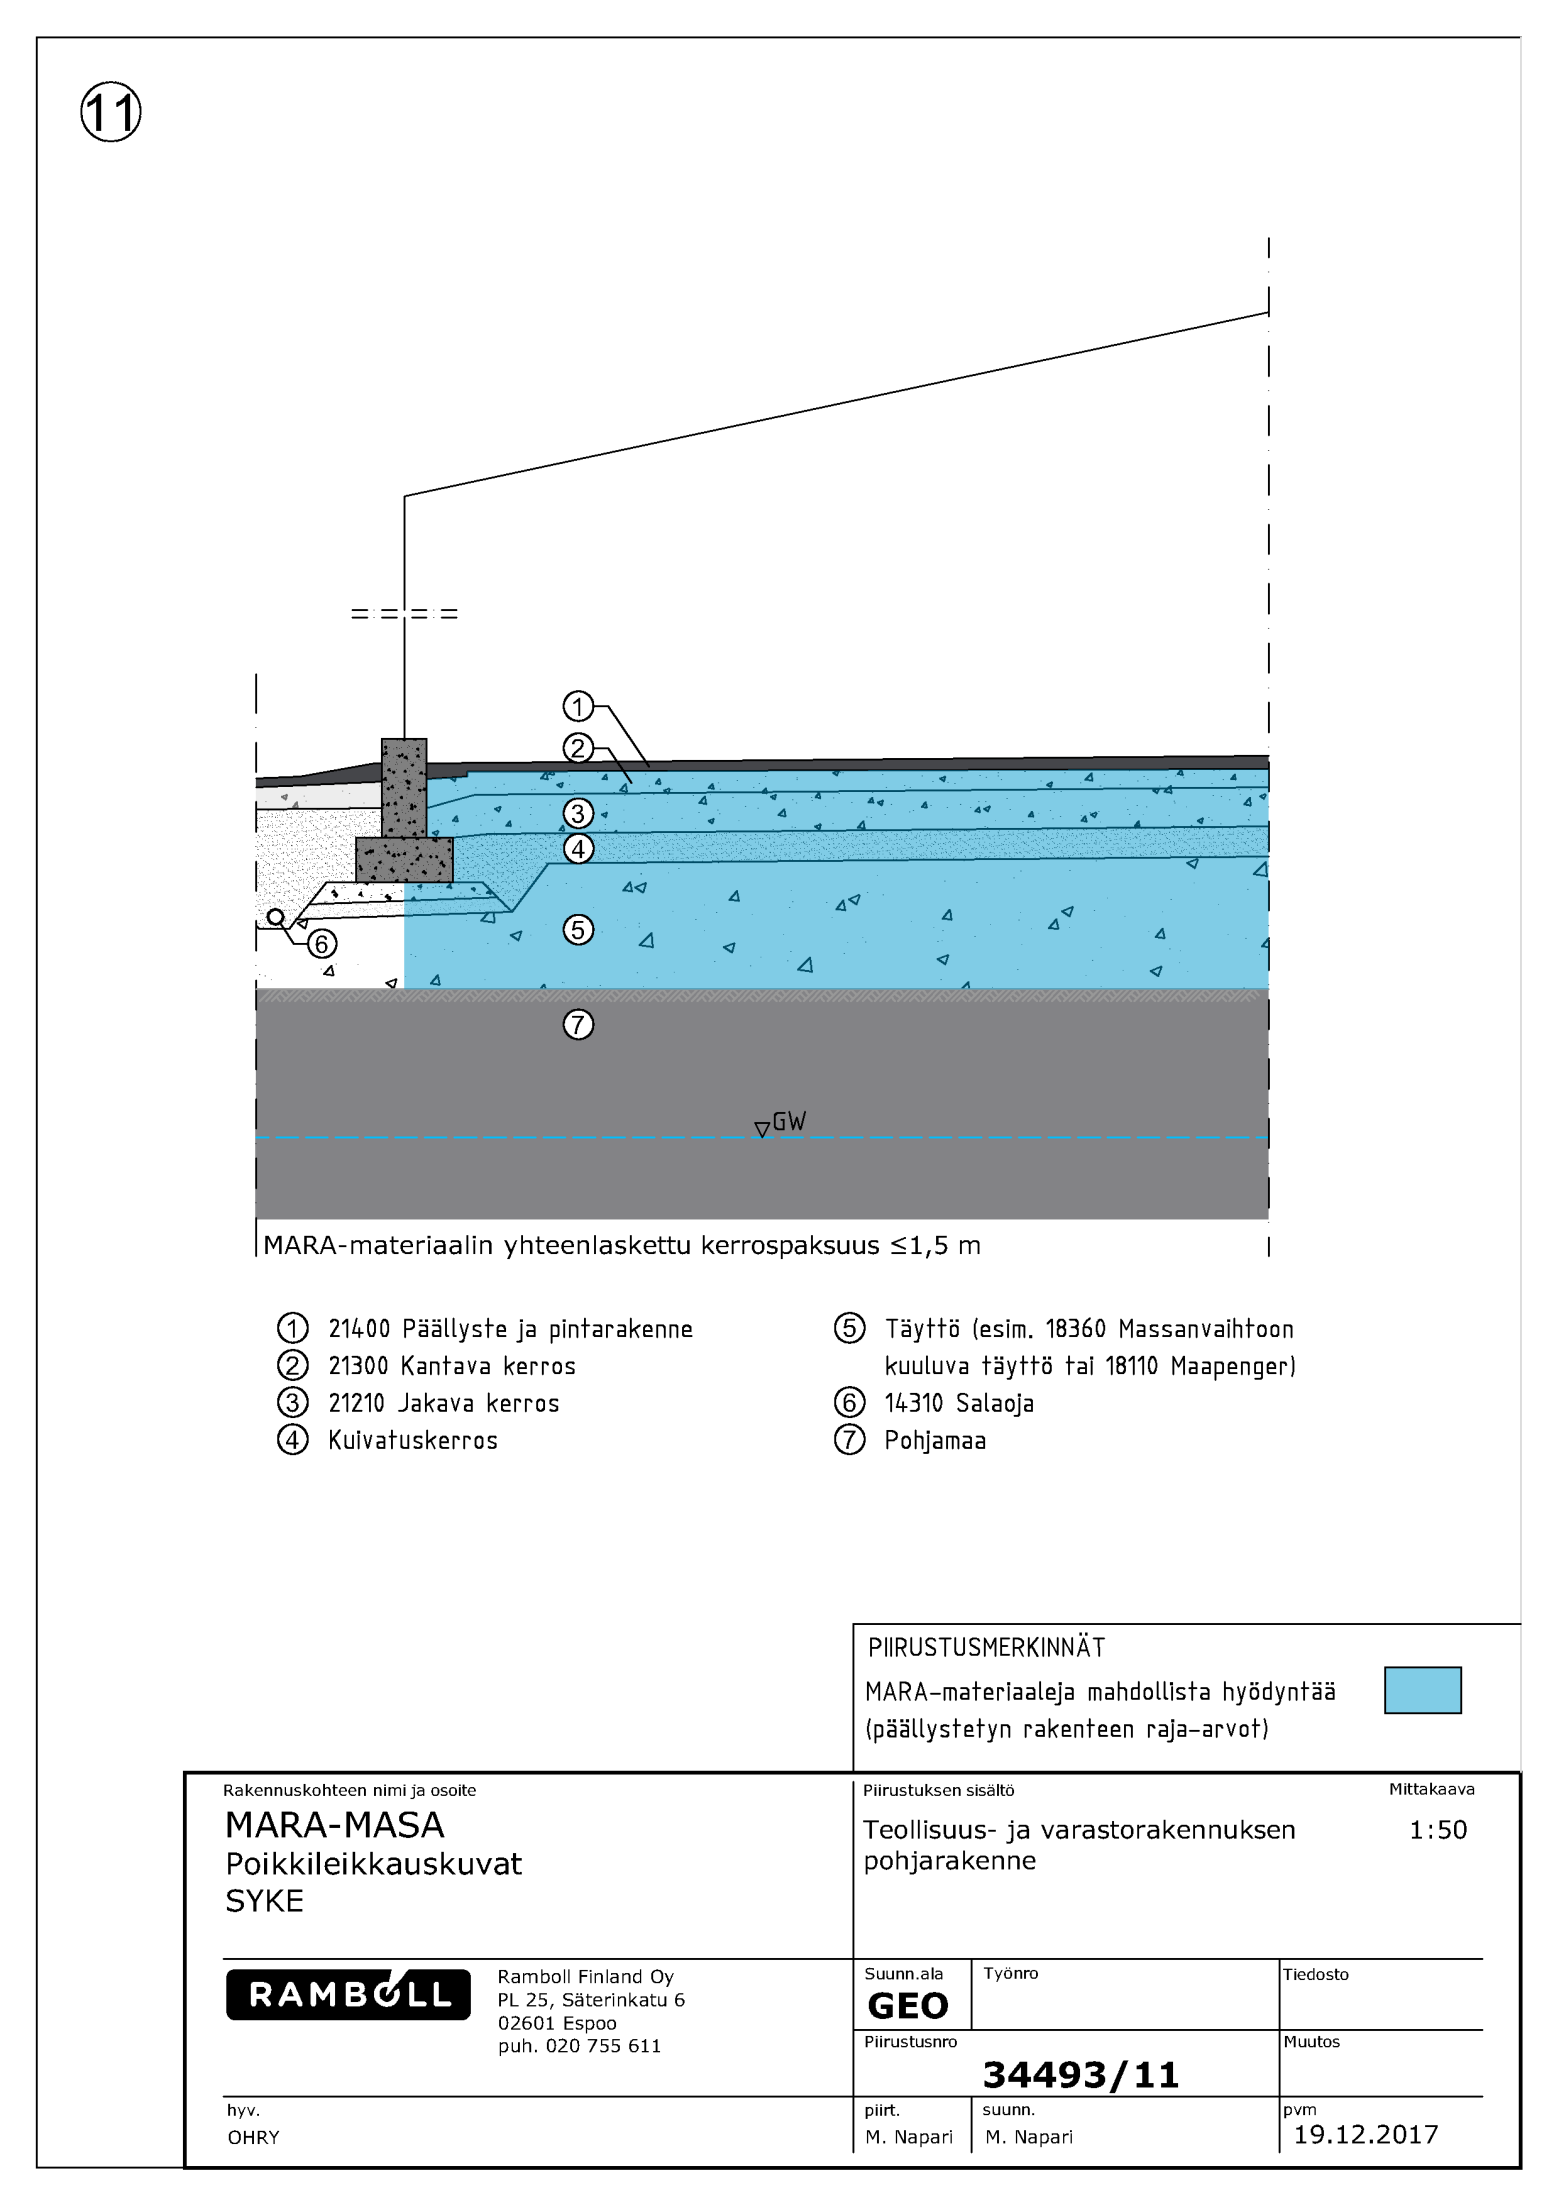 11
1
2
3
4
5
6
7
GW
MARA-materiaalin yhteenlaskettu kerrospaksuus ≤1,5 m
1 21400 Päällyste ja pintarakenne
2 21300 Kantava kerros
3 21210 Jakava kerros
4 Kuivatuskerros
5 Täyttö (esim. 18360 Massanvaihtoon
kuuluva täyttö tai 18110 Maapenger)
6 14310 Salaoja
7 Pohjamaa
PIIRUSTUSMERKINNÄT
MARA-materiaaleja mahdollista hyödyntää
(päällystetyn rakenteen raja-arvot)
Rakennuskohteen nimi ja osoite
MARA-MASA
Poikkileikkauskuvat
SYKE
Piirustuksen sisältö
Teollisuus- ja varastorakennuksen
pohjarakenne
Mittakaava
1:50
RAMBOLL
Ramboll Finland Oy
PL 25, Säterinkatu 6
02601 Espoo
puh. 020 755 611
Suunn.ala
GEO
Työnro
Tiedosto
Piirustusnro
34493/11
Muutos
hyv.
OHRY
piirt.
M. Napari
suunn.
M. Napari
pvm
19.12.2017